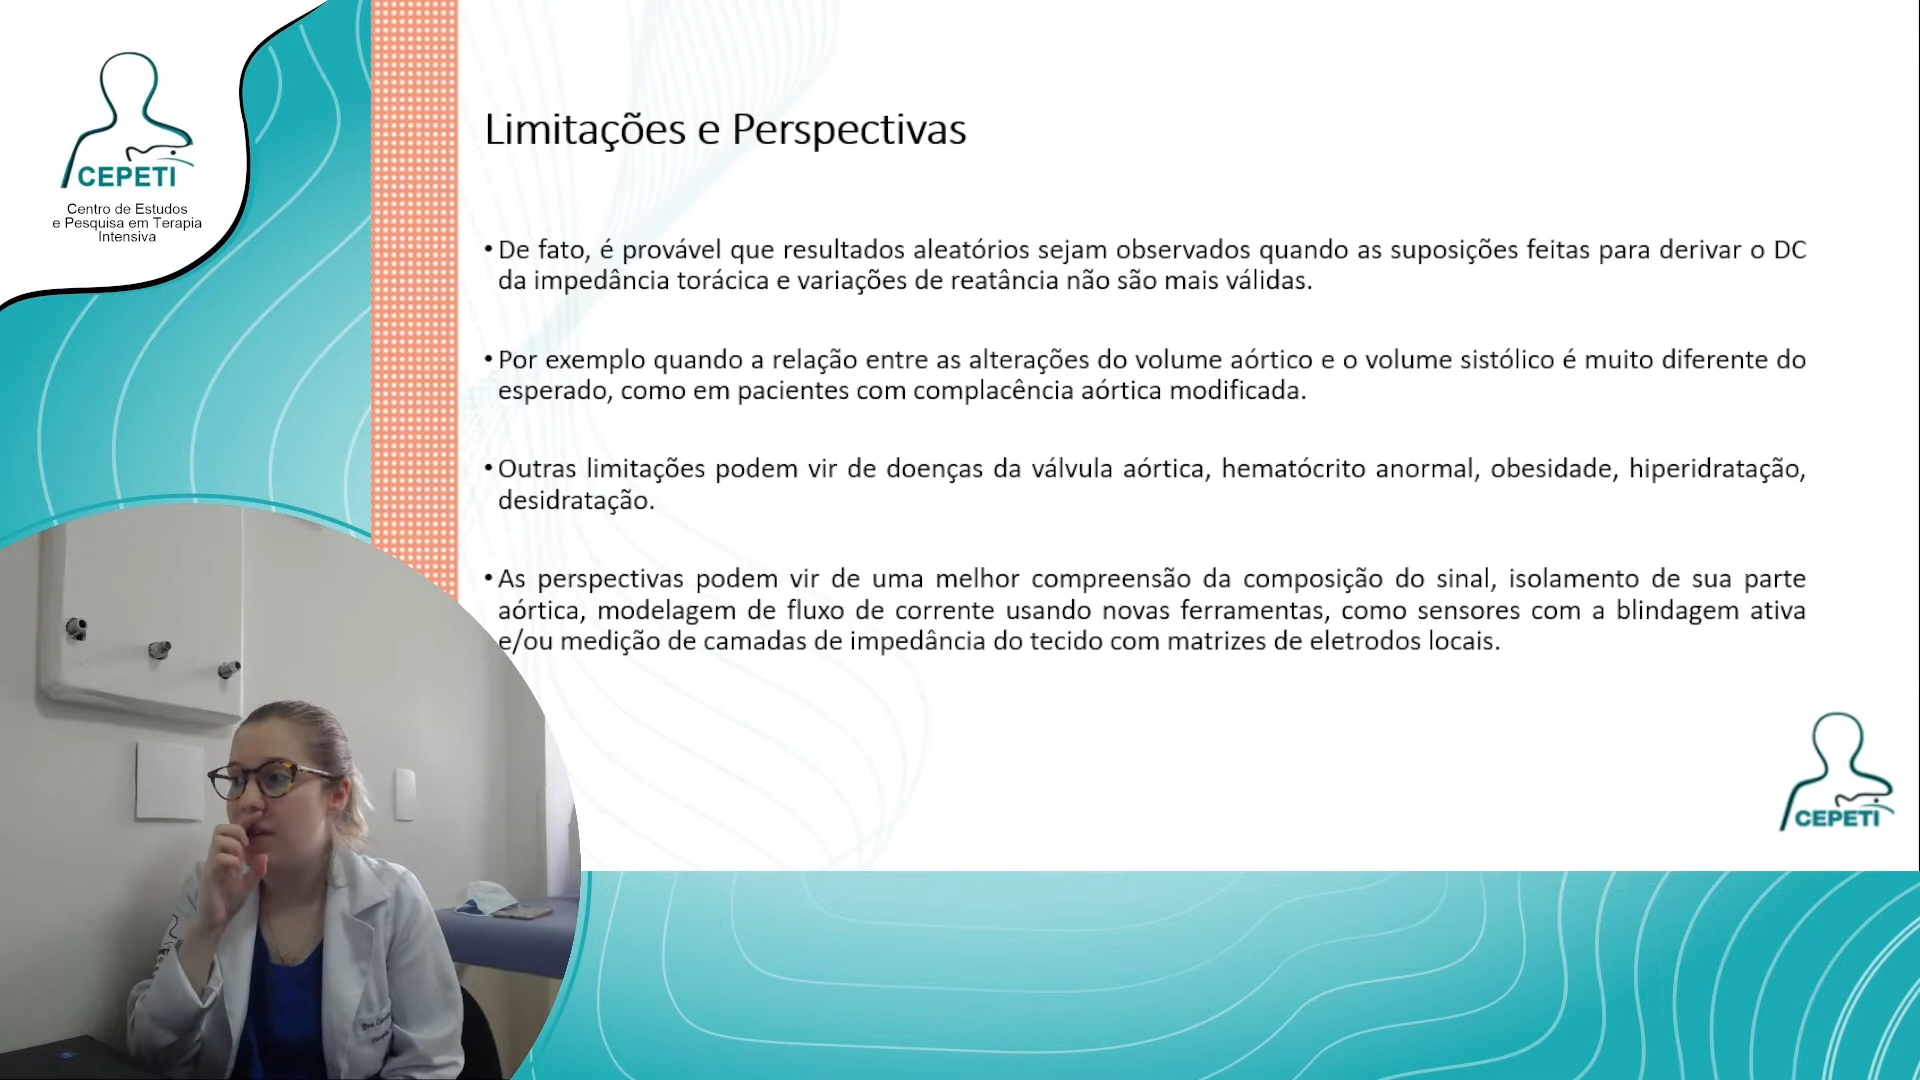 CEPETI
Centro de Estudos
e Pesquisa em Terapia
Intensiva
Limitações e Perspectivas
• De fato, é provável que resultados aleatórios sejam observados quando as suposições feitas para derivar o DC
da impedância torácica e variações de reatância não são mais válidas.
• Por exemplo quando a relação entre as alterações do volume aórtico e o volume sistólico é muito diferente do
esperado, como em pacientes com complacência aórtica modificada.
• Outras limitações podem vir de doenças da válvula aórtica, hematócrito anormal, obesidade, hiperidratação,
desidratação.
• As perspectivas podem vir de uma melhor compreensão da composição do sinal, isolamento de sua parte
aórtica, modelagem de fluxo de corrente usando novas ferramentas, como sensores com a blindagem ativa
e/ou medição de camadas de impedância do tecido com matrizes de eletrodos locais.
CEPETI
Dra.